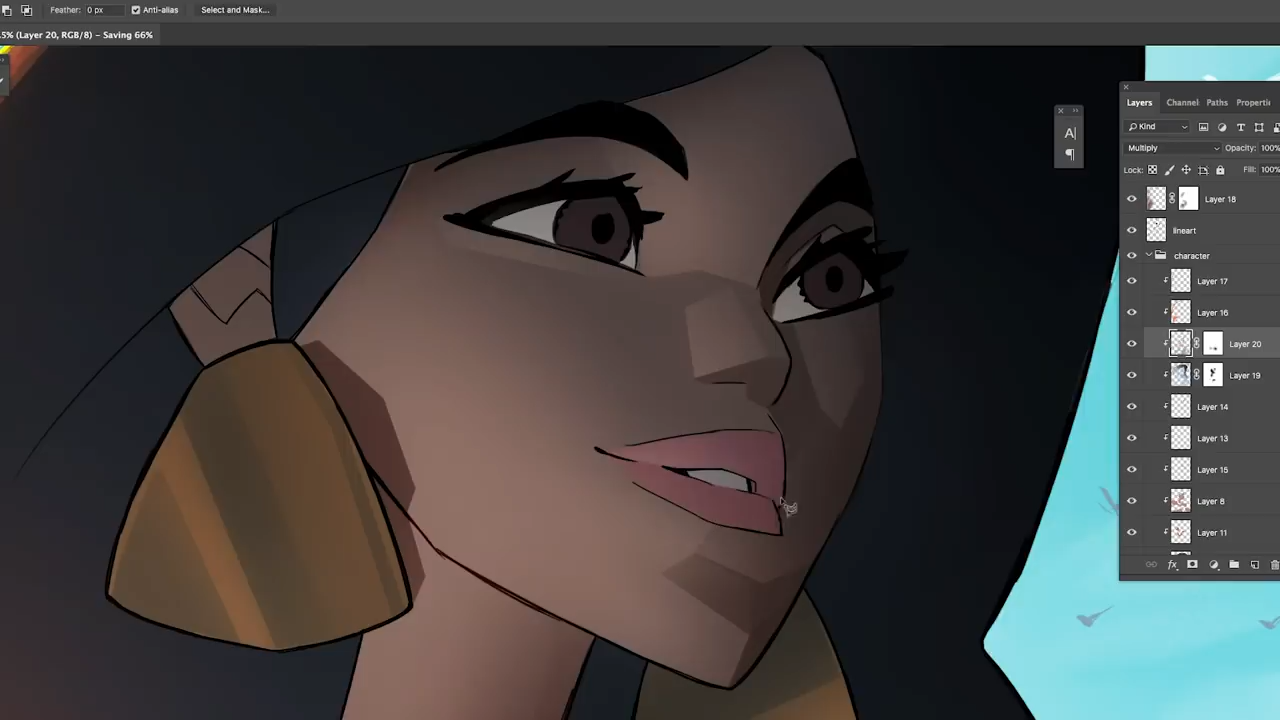 Feather: 0 px Anti-alias Select and Mask...
.5% (Layer 20, RGB/8) – Saving 66%
Layers Channel Paths Properti
Kind T
Multiply Opacity: 100%
Lock: Fill: 100%
Layer 18
lineart
character
Layer 17
Layer 16
Layer 20
Layer 19
Layer 14
Layer 13
Layer 15
Layer 8
Layer 11
fx
A|
¶